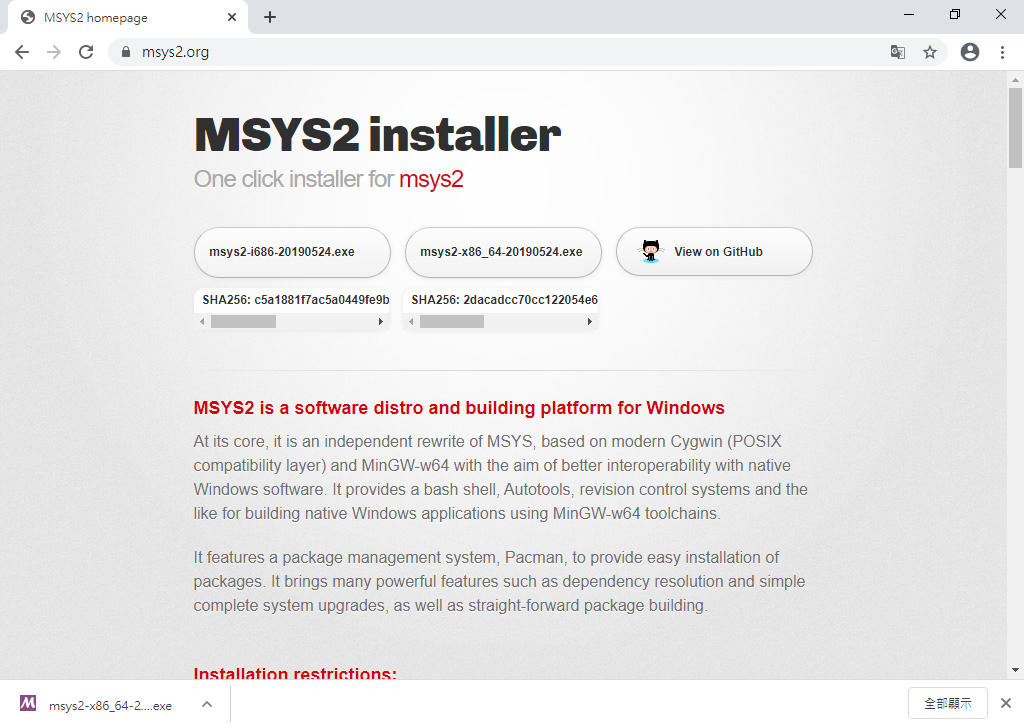 MSYS2 homepage
msys2.org
MSYS2 installer
One click installer for msys2
msys2-i686-20190524.exe
msys2-x86_64-20190524.exe
View on GitHub
SHA256: c5a1881f7ac5a0449fe9b
SHA256: 2dacadcc70cc122054e6
MSYS2 is a software distro and building platform for Windows
At its core, it is an independent rewrite of MSYS, based on modern Cygwin (POSIX
compatibility layer) and MinGW-w64 with the aim of better interoperability with native
Windows software. It provides a bash shell, Autotools, revision control systems and the
like for building native Windows applications using MinGW-w64 toolchains.
It features a package management system, Pacman, to provide easy installation of
packages. It brings many powerful features such as dependency resolution and simple
complete system upgrades, as well as straight-forward package building.
Installation restrictions:
msys2-x86_64-2....exe
全部顯示